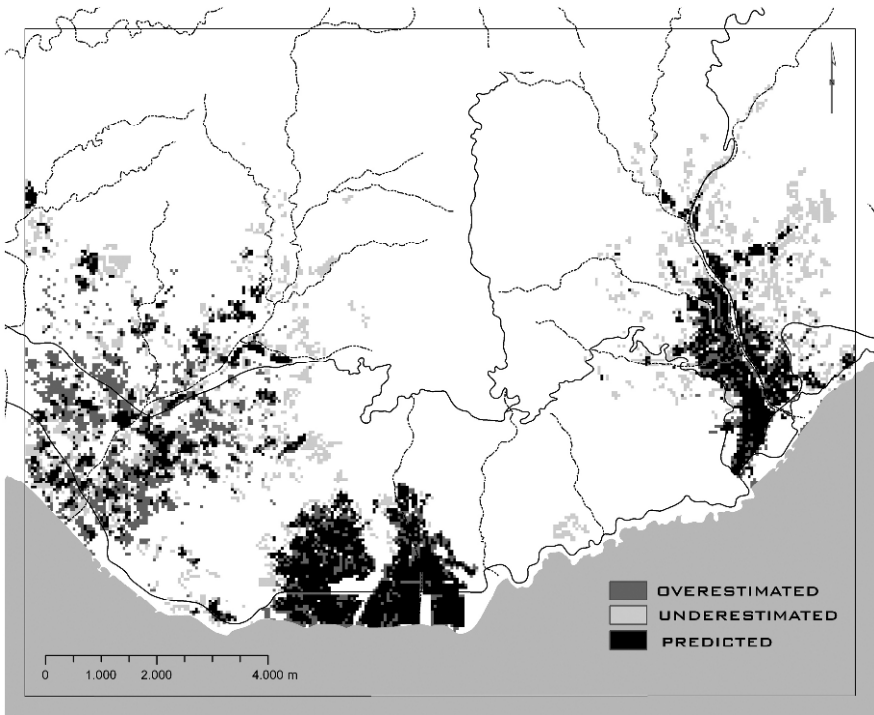 N
OVERESTIMATED
UNDERESTIMATED
PREDICTED
0 1.000 2.000 4.000 m